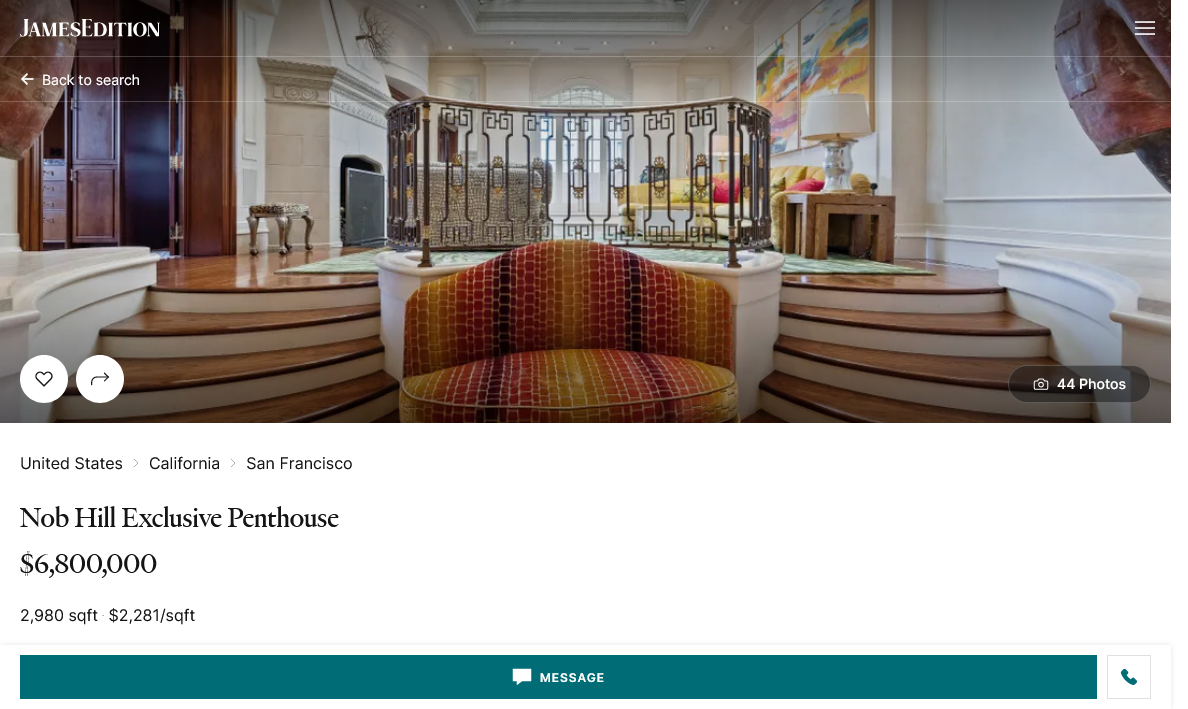 JAMESEDITION
Back to search
44 Photos
United States > California > San Francisco
Nob Hill Exclusive Penthouse
$6,800,000
2,980 sqft · $2,281/sqft
MESSAGE